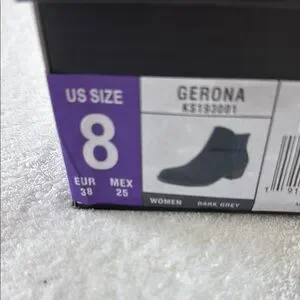 US SIZE
8
EUR
38
MEX
25
GERONA
KS193001
WOMEN
DARK GREY